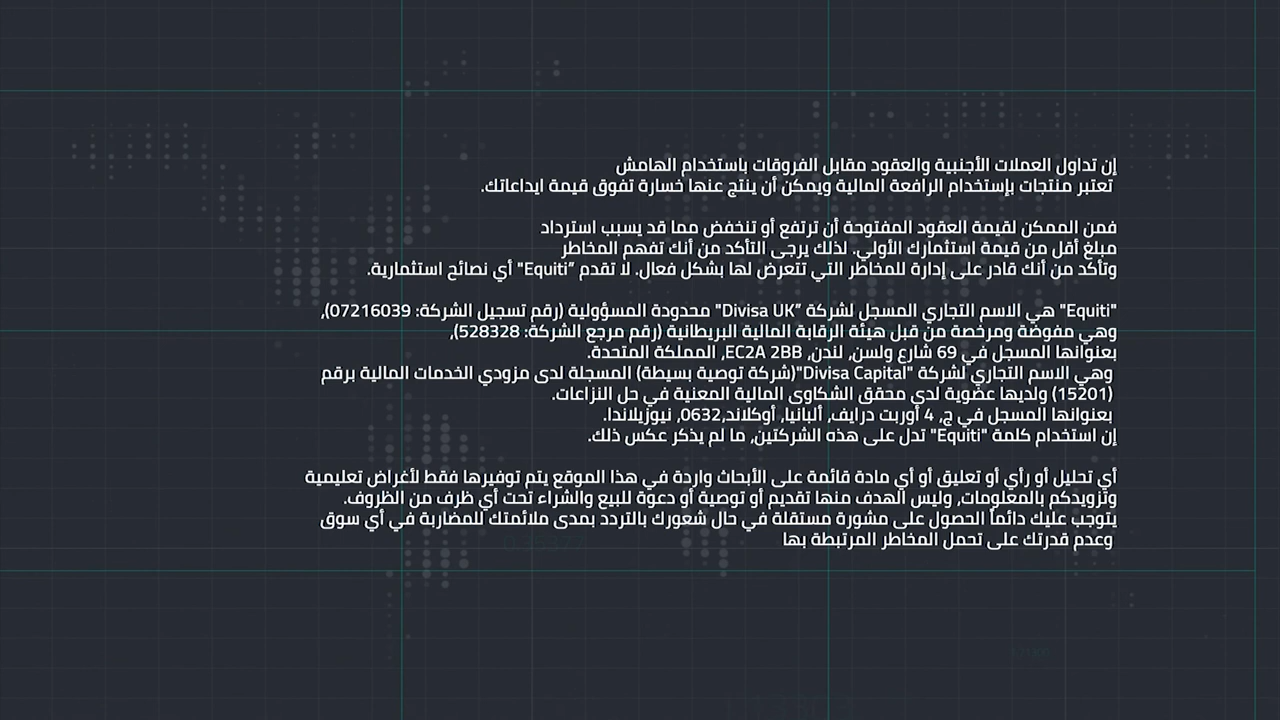 إن تداول العملات الأجنبية والعقود مقابل الفروقات باستخدام الهامش
تعتبر منتجات بإستخدام الرافعة المالية ويمكن أن ينتج عنها خسارة تفوق قيمة ايداعاتك.
فمن الممكن لقيمة العقود المفتوحة أن ترتفع أو تنخفض مما قد يسبب استرداد
مبلغ أقل من قيمة استثمارك الأولي. لذلك يرجى التأكد من أنك تفهم المخاطر
وتأكد من أنك قادر على إدارة للمخاطر التي تتعرض لها بشكل فعال. لا تقدم "Equiti" أي نصائح استثمارية.
"Equiti" هي الاسم التجاري المسجل لشركة "Divisa UK" محدودة المسؤولية (رقم تسجيل الشركة: 07216039)،
وهي مفوضة ومرخصة من قبل هيئة الرقابة المالية البريطانية (رقم مرجع الشركة: 528328)،
بعنوانها المسجل في 69 شارع ولسن، لندن، EC2A 2BB، المملكة المتحدة.
وهي الاسم التجاري لشركة "Divisa Capital"(شركة توصية بسيطة) المسجلة لدى مزودي الخدمات المالية برقم
(15201) ولديها عضوية لدى محقق الشكاوى المالية المعنية في حل النزاعات.
بعنوانها المسجل في ج، 4 أوربت درايف، ألبانيا، أوكلاند،0632، نيوزيلاندا.
إن استخدام كلمة "Equiti" تدل على هذه الشركتين، ما لم يذكر عكس ذلك.
أي تحليل أو رأي أو تعليق أو أي مادة قائمة على الأبحاث واردة في هذا الموقع يتم توفيرها فقط لأغراض تعليمية
وتزويدكم بالمعلومات، وليس الهدف منها تقديم أو توصية أو دعوة للبيع والشراء تحت أي ظرف من الظروف.
يتوجب عليك دائماً الحصول على مشورة مستقلة في حال شعورك بالتردد بمدى ملائمتك للمضاربة في أي سوق
وعدم قدرتك على تحمل المخاطر المرتبطة بها